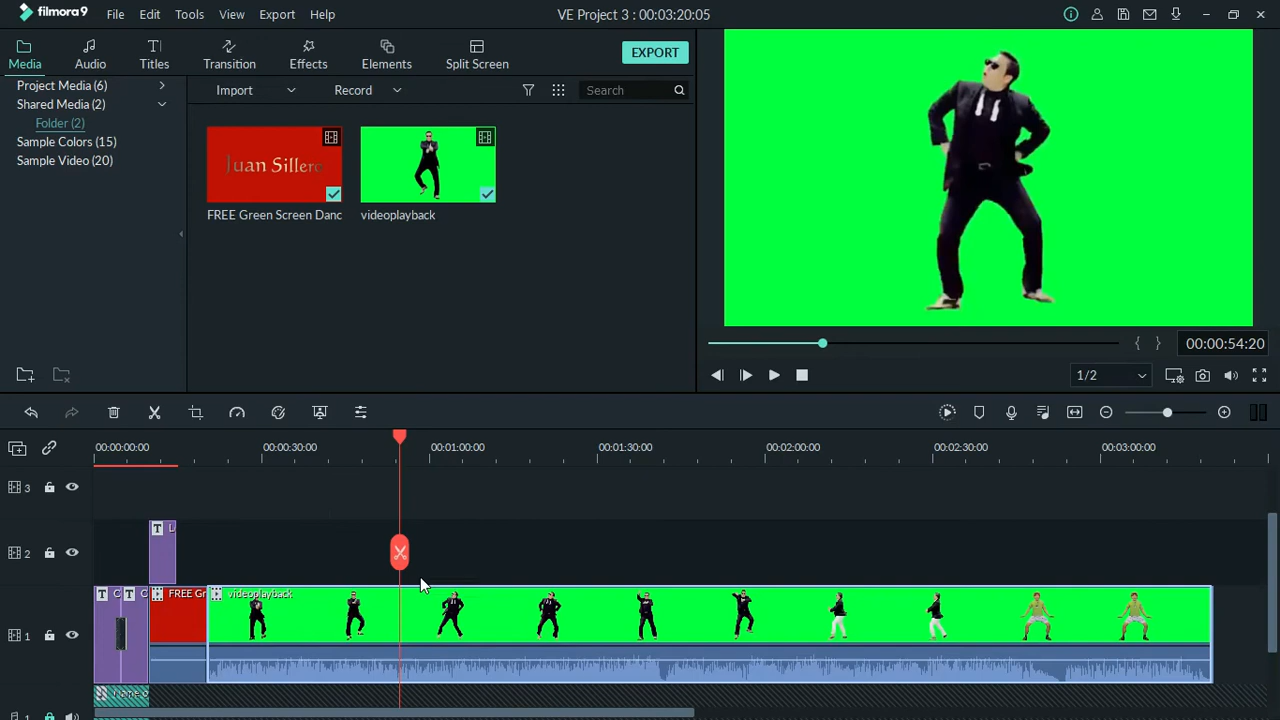 filmora9
File Edit Tools View Export Help
VE Project 3 : 00:03:20:05
Media Audio Titles Transition Effects Elements Split Screen
EXPORT
Project Media (6)
Shared Media (2)
Folder (2)
Sample Colors (15)
Sample Video (20)
Import Record Search
Juan Sillero
FREE Green Screen Danc videoplayback
00:00:54:20
1/2
00:00:00:00 00:00:30:00 00:01:00:00 00:01:30:00 00:02:00:00 00:02:30:00 00:03:00:00
3
2
T L
1
T C T C FREE Gr videoplayback
1